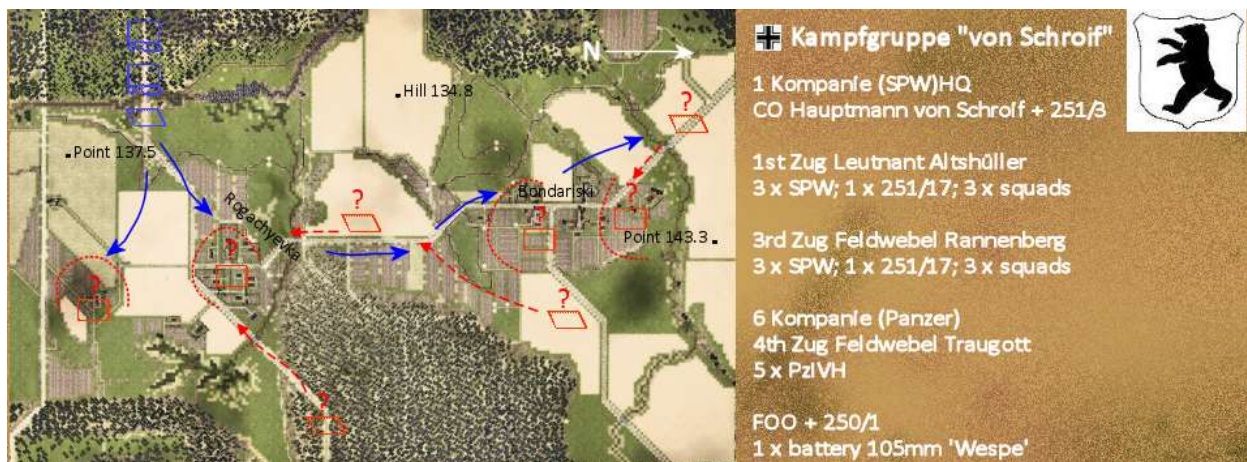 N
Hill 134.8
?
?
Point 137.5
?
Bondarski
?
?
Rogachyevka
?
?
Point 143.3
?
?
Kampfgruppe "von Schroif"
1 Kompanie (SPW)HQ
CO Hauptmann von Schroif + 251/3
1st Zug Leutnant Altshüller
3 x SPW; 1 x 251/17; 3 x squads
3rd Zug Feldwebel Rannenberg
3 x SPW; 1 x 251/17; 3 x squads
6 Kompanie (Panzer)
4th Zug Feldwebel Traugott
5 x PzIVH
FOO + 250/1
1 x battery 105mm 'Wespe'